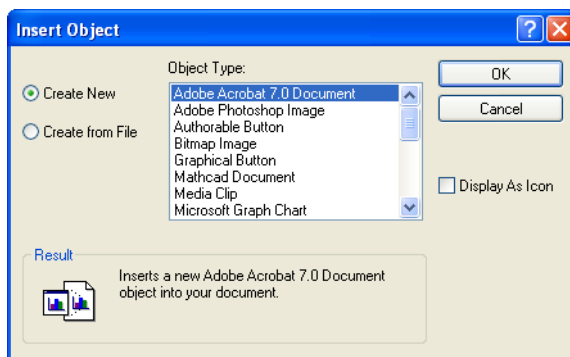 Insert Object
?
Object Type:
Create New
Create from File
Adobe Acrobat 7.0 Document
Adobe Photoshop Image
Authorable Button
Bitmap Image
Graphical Button
Mathcad Document
Media Clip
Microsoft Graph Chart
OK
Cancel
Display As Icon
Result
Inserts a new Adobe Acrobat 7.0 Document
object into your document.